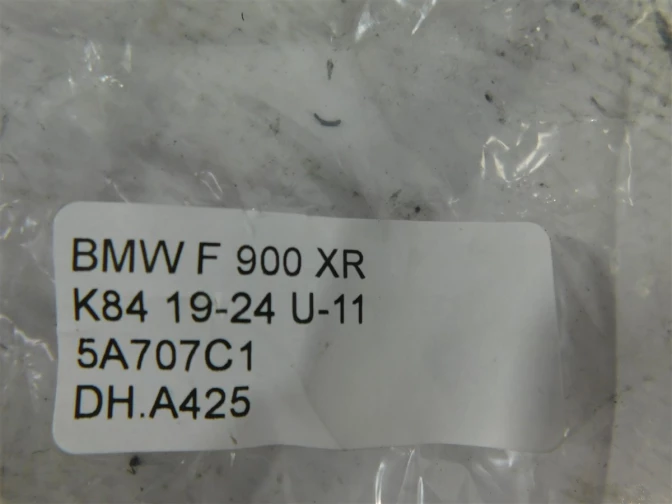 BMW F 900 XR
K84 19-24 U-11
5A707C1
DH.A425